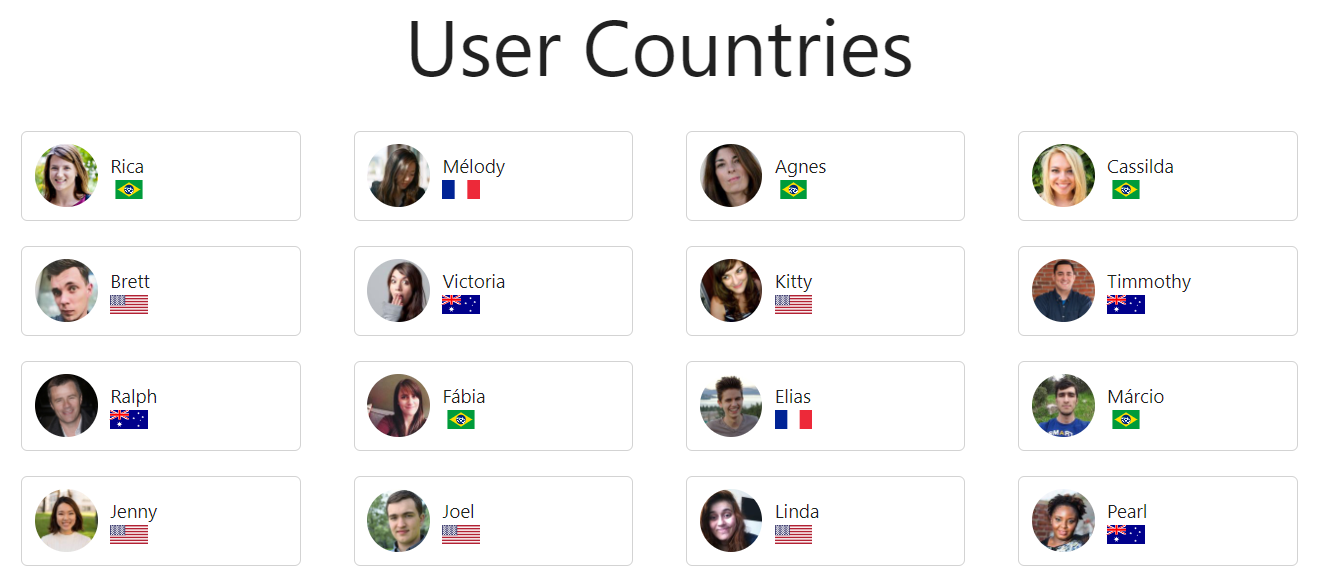 User Countries
Rica
Mélody
Agnes
Cassilda
Brett
Victoria
Kitty
Timmothy
Ralph
Fábia
Elias
Márcio
Jenny
Joel
Linda
Pearl